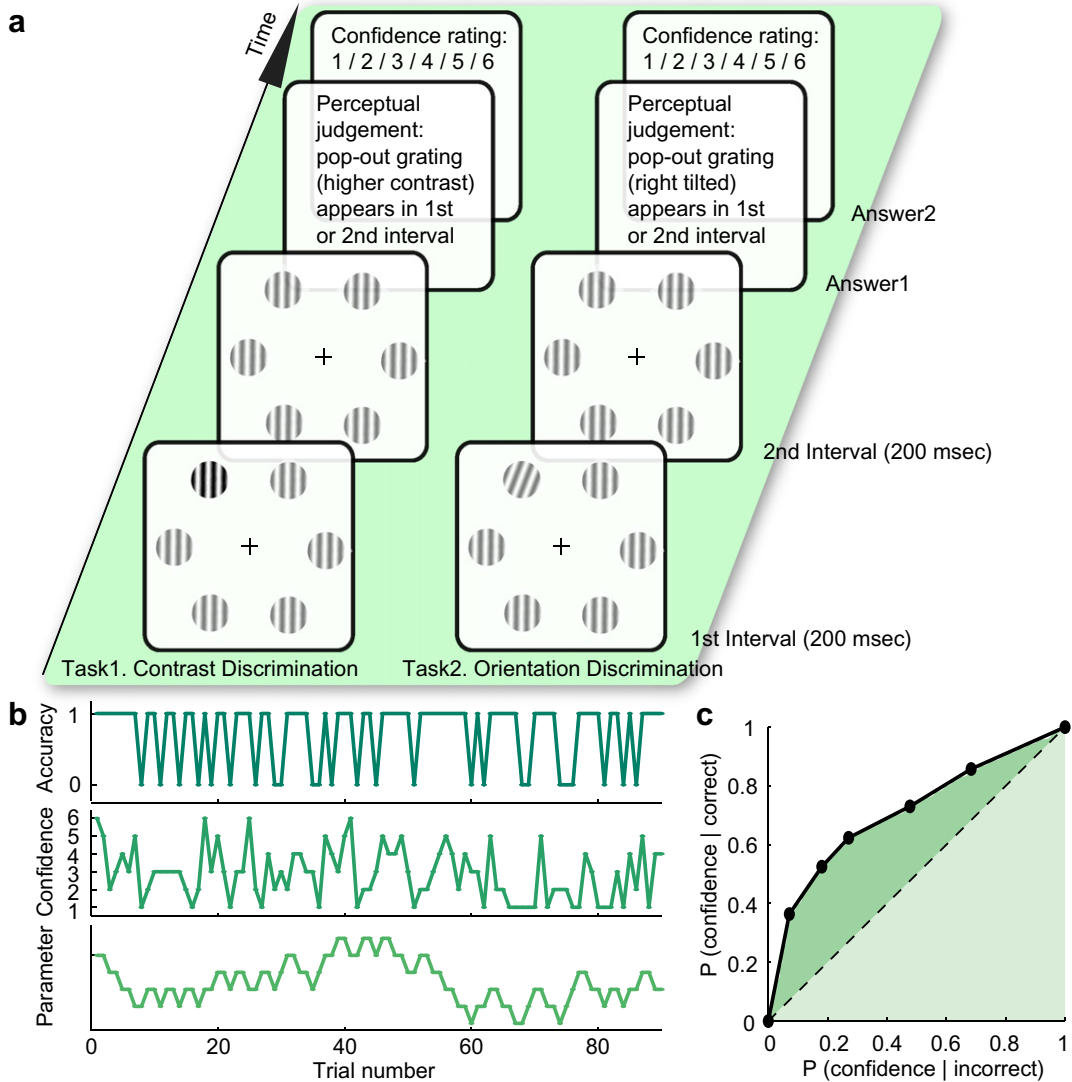 a
Time
Confidence rating:
1 / 2 / 3 / 4 / 5 / 6
Perceptual
judgement:
pop-out grating
(higher contrast)
appears in 1st
or 2nd interval
Confidence rating:
1 / 2 / 3 / 4 / 5 / 6
Perceptual
judgement:
pop-out grating
(right tilted)
appears in 1st
or 2nd interval
Answer2
Answer1
2nd Interval (200 msec)
1st Interval (200 msec)
Task1. Contrast Discrimination
Task2. Orientation Discrimination
b
Accuracy
1
0
Confidence
6
5
4
3
2
1
Parameter
0
20
40
60
80
Trial number
c
P (confidence | correct)
1
0.8
0.6
0.4
0.2
0
0
0.2
0.4
0.6
0.8
1
P (confidence | incorrect)